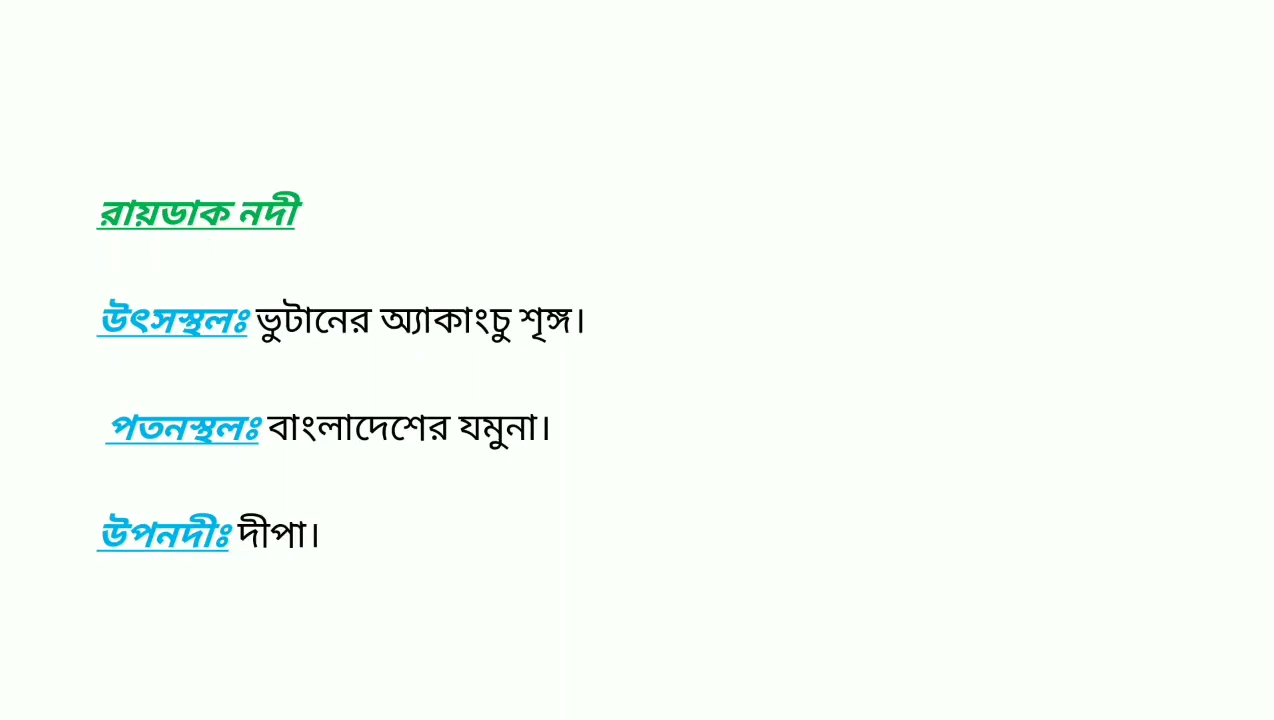 রায়ডাক নদী
উৎসস্থলঃ ভুটানের অ্যাকাংচু শৃঙ্গ।
পতনস্থলঃ বাংলাদেশের যমুনা।
উপনদীঃ দীপা।